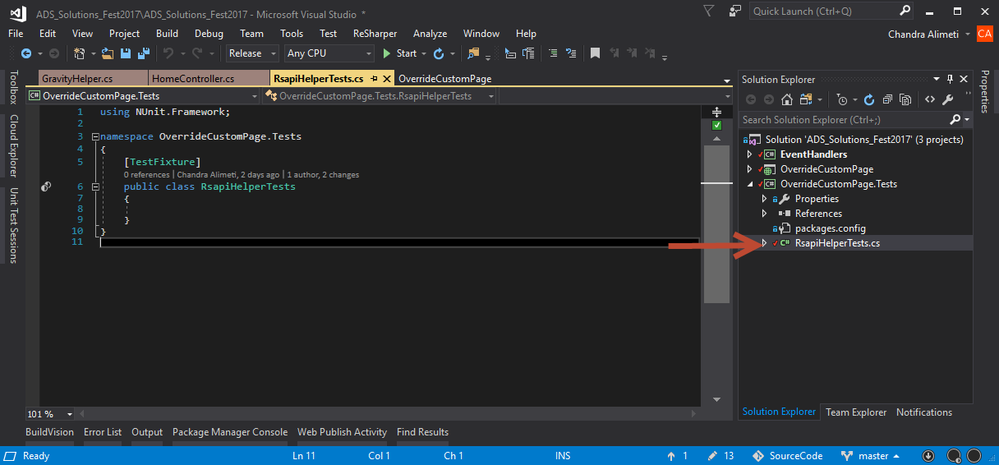 ADS_Solutions_Fest2017\ADS_Solutions_Fest2017 - Microsoft Visual Studio *
Quick Launch (Ctrl+Q)
File Edit View Project Build Debug Team Tools Test ReSharper Analyze Window Help
Chandra Alimeti CA
Release Any CPU Start
Toolbox
Cloud Explorer
Unit Test Sessions
GravityHelper.cs HomeController.cs RsapiHelperTests.cs OverrideCustomPage
C# OverrideCustomPage.Tests OverrideCustomPage.Tests.RsapiHelperTests
1 using NUnit.Framework;
2
3 namespace OverrideCustomPage.Tests
4 {
5 [TestFixture]
0 references | Chandra Alimeti, 2 days ago | 1 author, 2 changes
6 public class RsapiHelperTests
7 {
8
9 }
10 }
11
101 %
Solution Explorer
Search Solution Explorer (Ctrl+;)
Solution 'ADS_Solutions_Fest2017' (3 projects)
C# EventHandlers
OverrideCustomPage
C# OverrideCustomPage.Tests
Properties
References
packages.config
C# RsapiHelperTests.cs
Solution Explorer Team Explorer Notifications
Properties
BuildVision Error List Output Package Manager Console Web Publish Activity Find Results
Ready Ln 11 Col 1 Ch 1 INS 1 13 SourceCode master